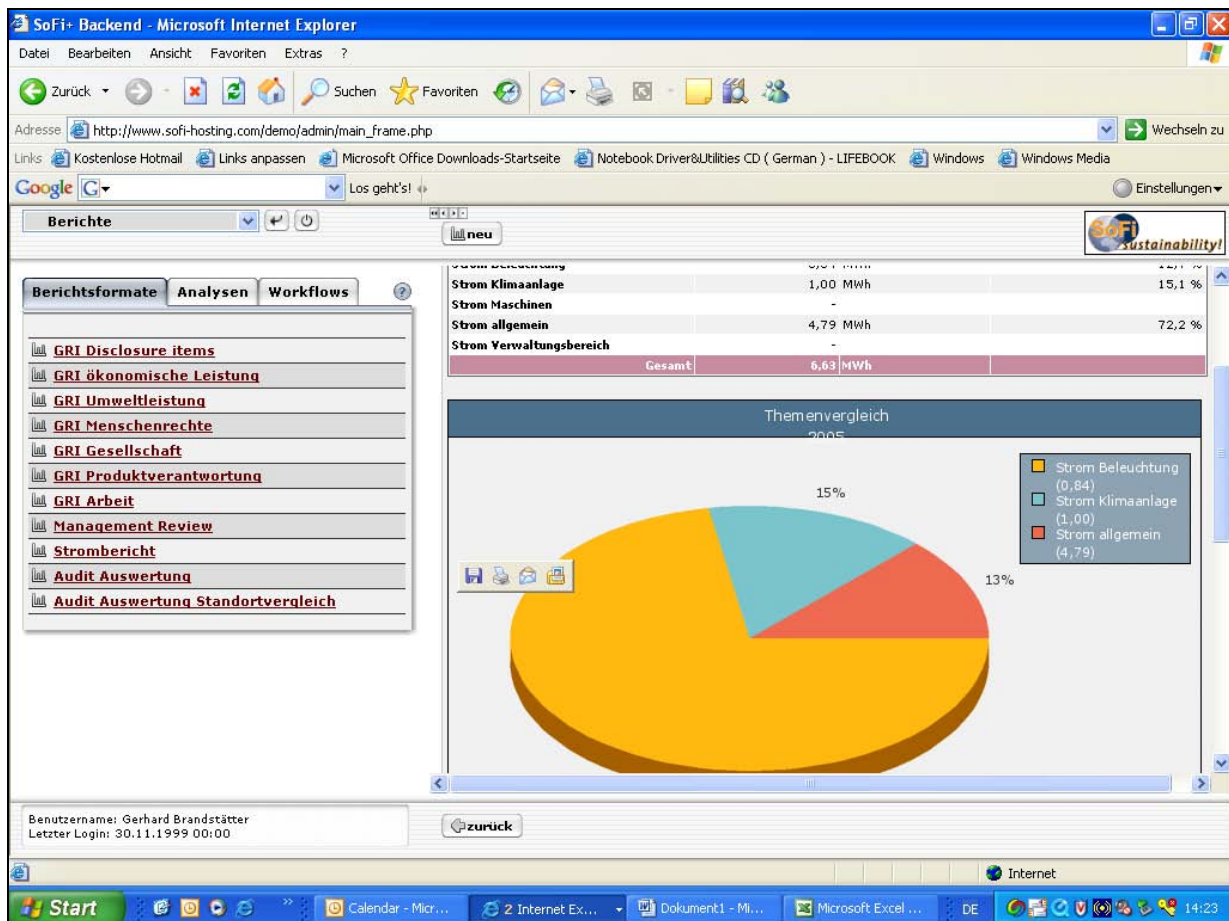 SoFi+ Backend - Microsoft Internet Explorer
Datei Bearbeiten Ansicht Favoriten Extras ?
Zurück Suchen Favoriten
Adresse http://www.sofi-hosting.com/demo/admin/main_frame.php Wechseln zu
Links Kostenlose Hotmail Links anpassen Microsoft Office Downloads-Startseite Notebook Driver&Utilities CD ( German ) - LIFEBOOK Windows Windows Media
Google G Los geht's! Einstellungen
Berichte
neu
SoFi
sustainability!
Berichtsformate Analysen Workflows ?
GRI Disclosure items
GRI ökonomische Leistung
GRI Umweltleistung
GRI Menschenrechte
GRI Gesellschaft
GRI Produktverantwortung
GRI Arbeit
Management Review
Strombericht
Audit Auswertung
Audit Auswertung Standortvergleich
Strom Beleuchtung
Strom Klimaanlage 1,00 MWh 15,1 %
Strom Maschinen -
Strom allgemein 4,79 MWh 72,2 %
Strom Verwaltungsbereich -
Gesamt 6,63 MWh
Themenvergleich
2005
15%
13%
Strom Beleuchtung
(0,84)
Strom Klimaanlage
(1,00)
Strom allgemein
(4,79)
Benutzername: Gerhard Brandstätter
Letzter Login: 30.11.1999 00:00
zurück
Internet
Start Calendar - Micr... 2 Internet Ex... Dokument1 - Mi... Microsoft Excel ... DE 14:23